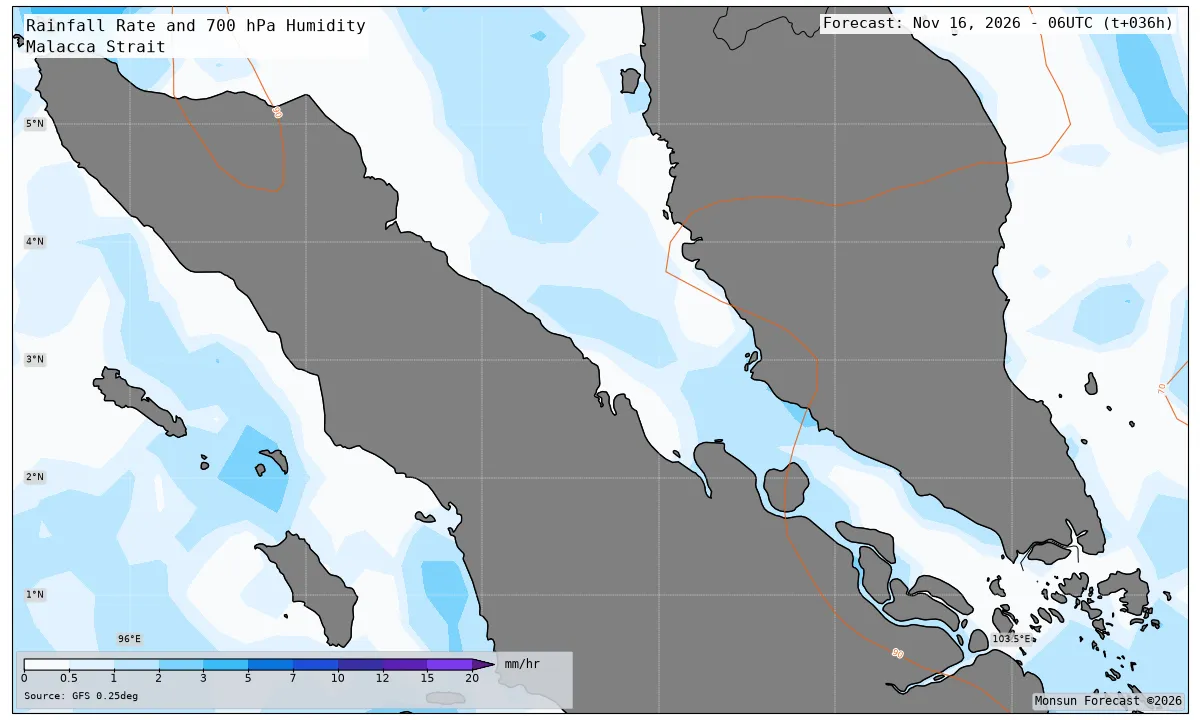 Rainfall Rate and 700 hPa Humidity
Malacca Strait
Forecast: Nov 16, 2026 - 06UTC (t+036h)
90
5°N
4°N
3°N
70
2°N
1°N
96°E
103.5°E
90
mm/hr
0 0.5 1 2 3 5 7 10 12 15 20
Source: GFS 0.25deg
Monsun Forecast ©2026